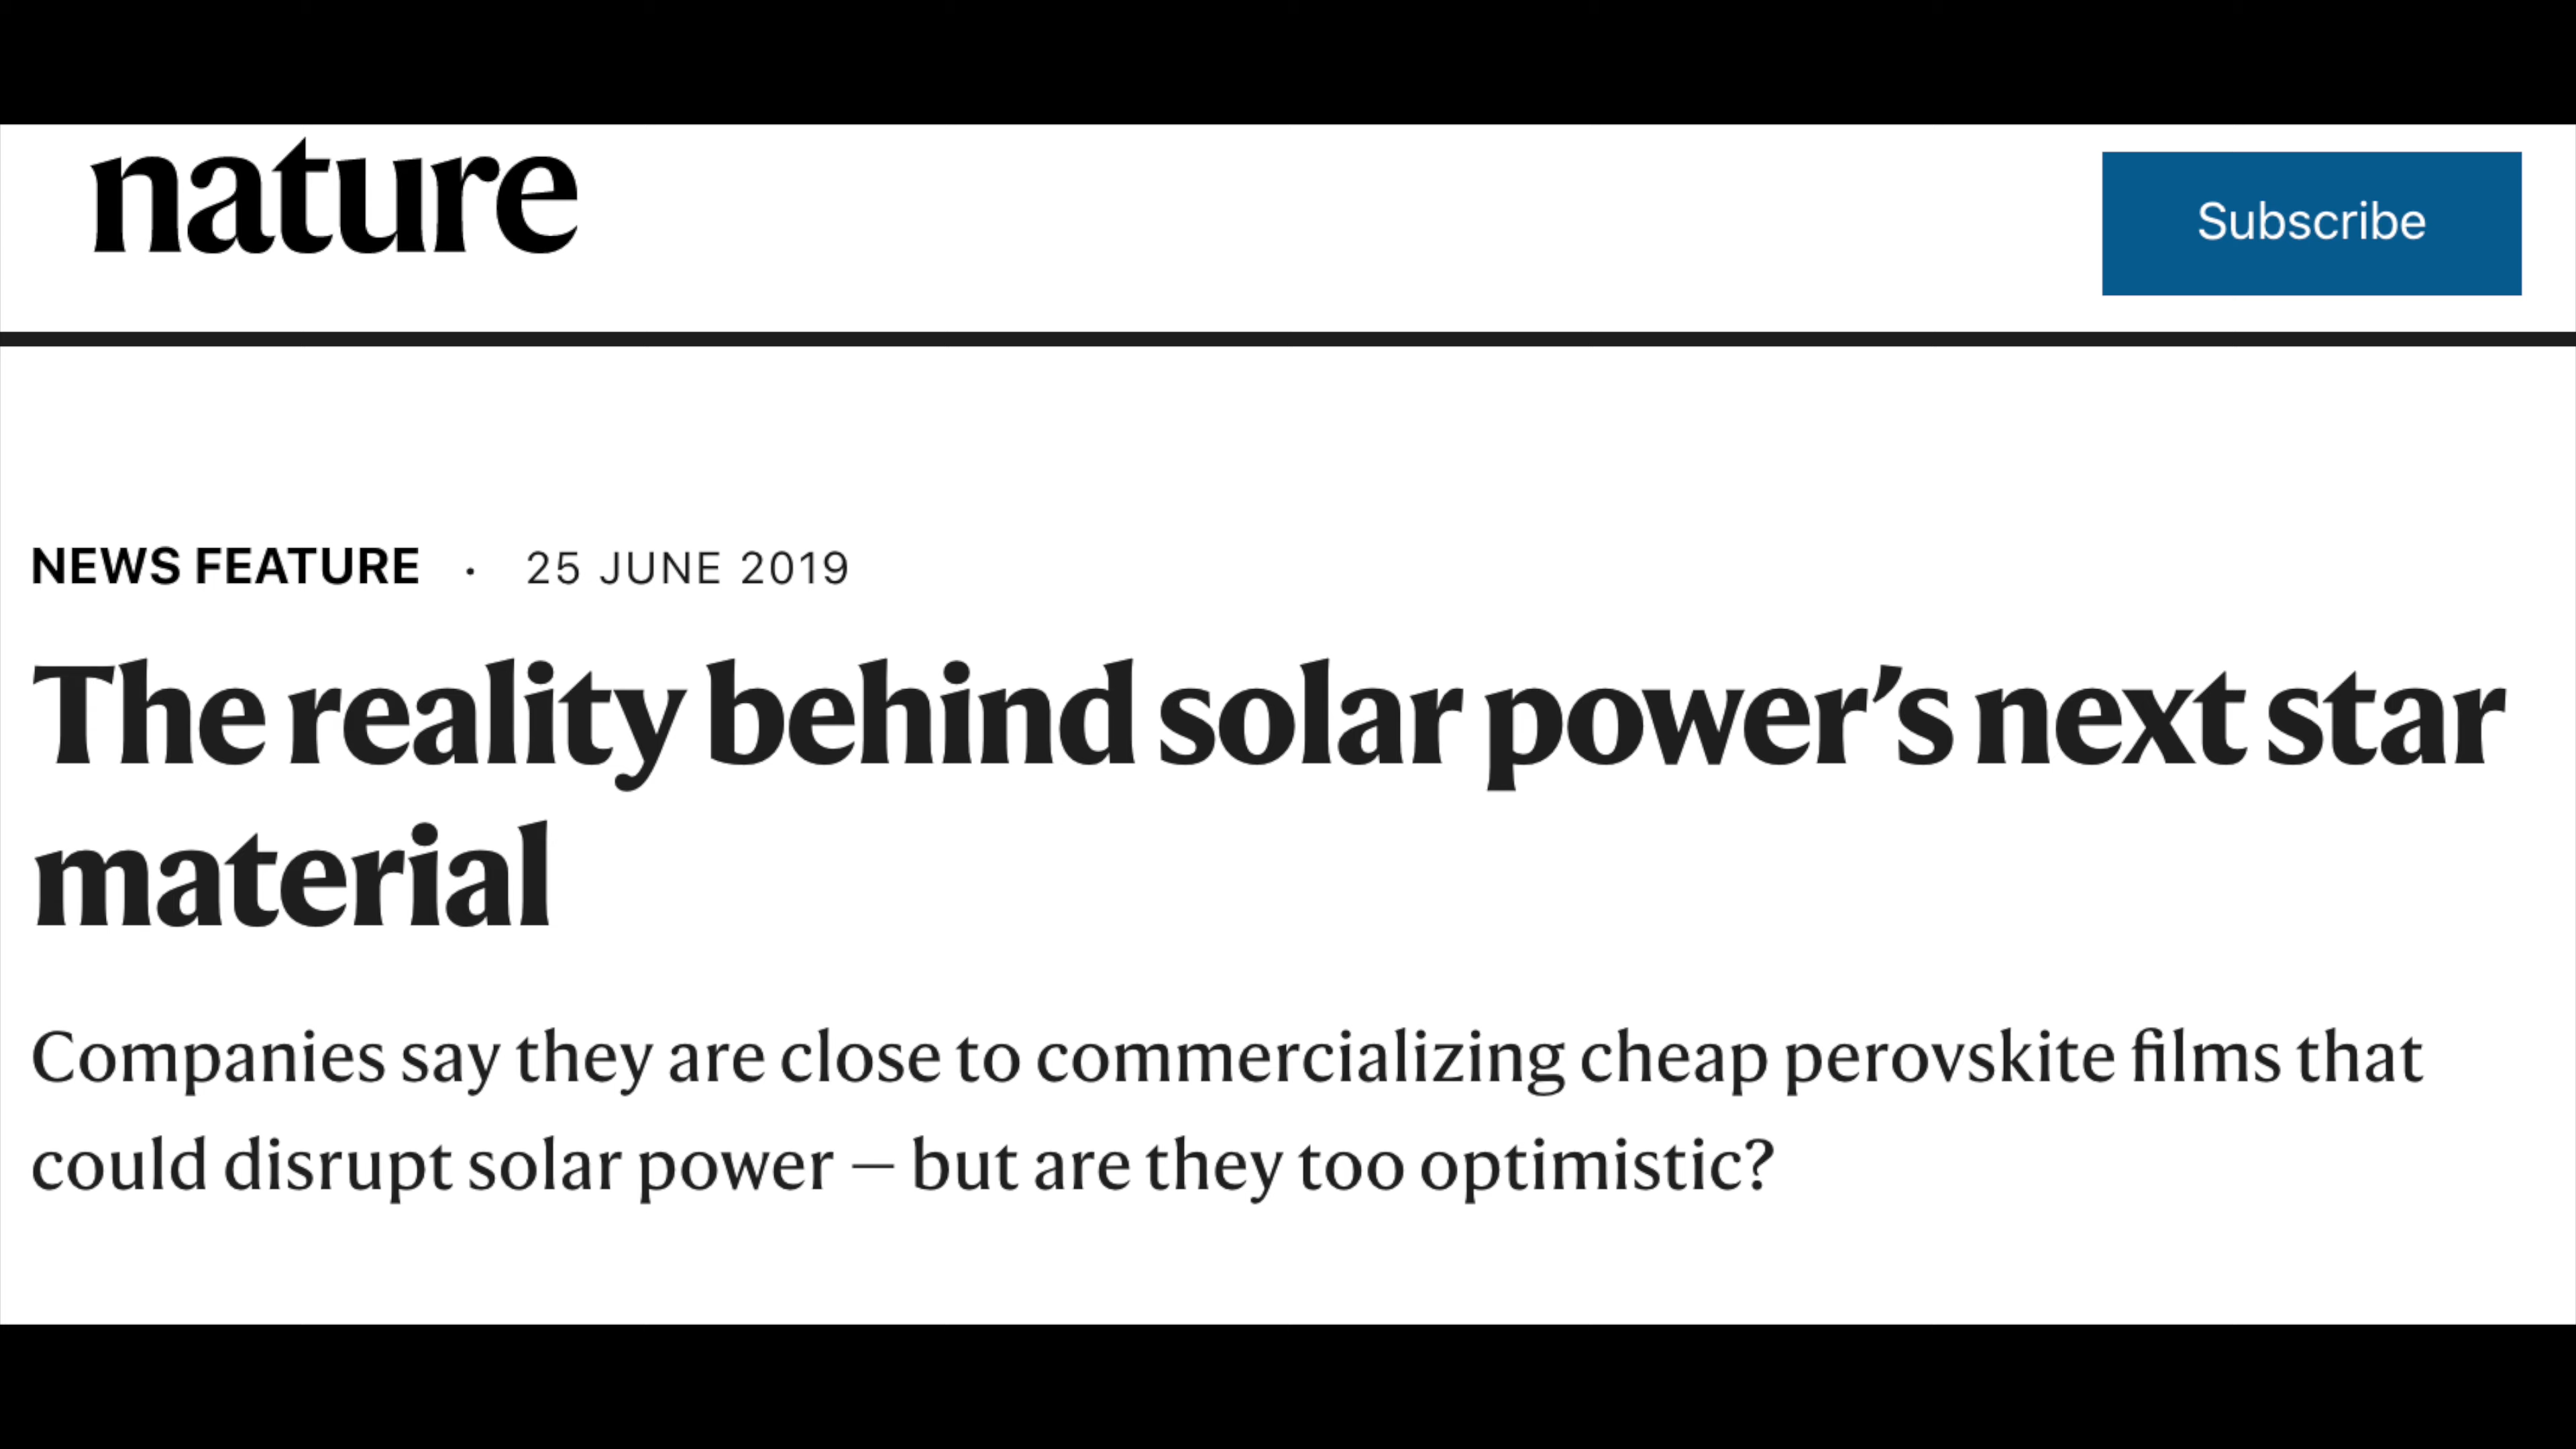 nature
Subscribe
NEWS FEATURE · 25 JUNE 2019
The reality behind solar power’s next star
material
Companies say they are close to commercializing cheap perovskite films that
could disrupt solar power — but are they too optimistic?